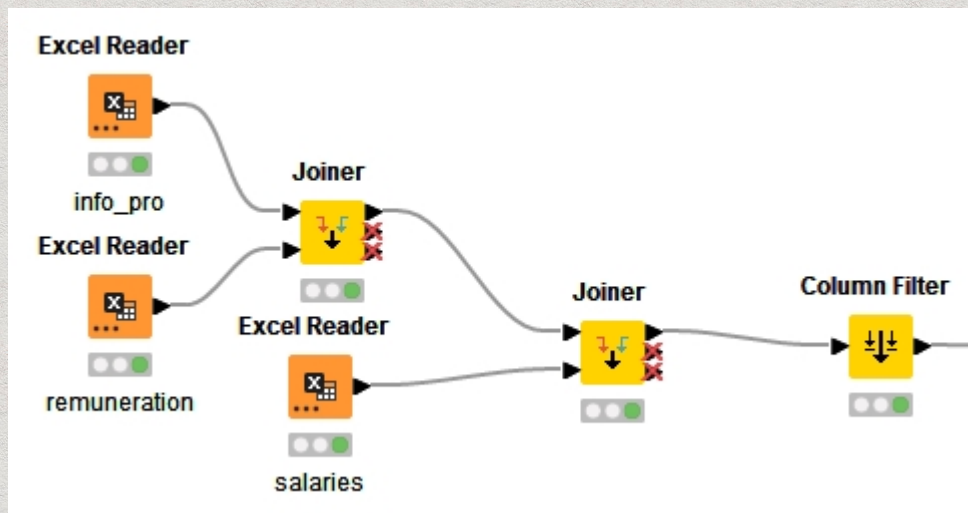 Excel Reader
info_pro
Excel Reader
remuneration
Joiner
Excel Reader
salaries
Joiner
Column Filter